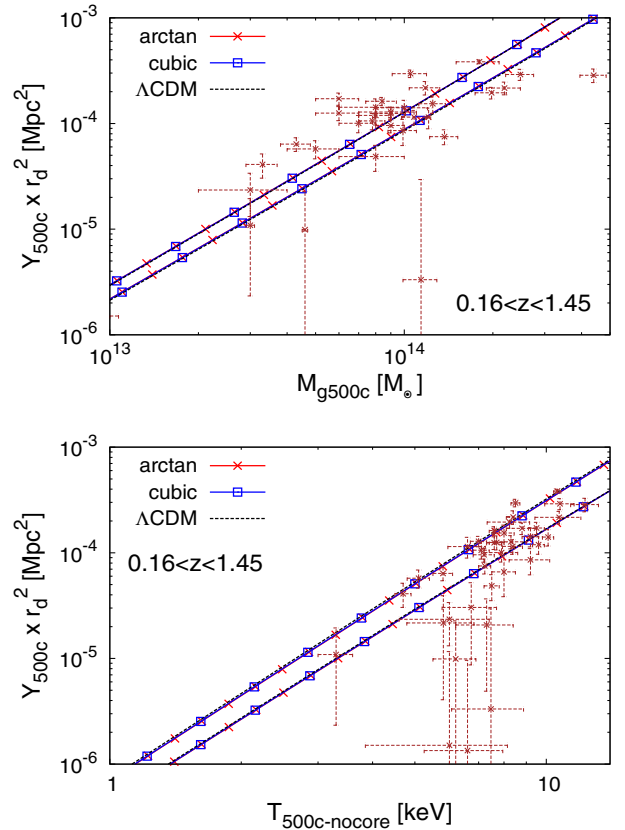 10^-3
arctan
cubic
ΛCDM
10^-4
10^-5
0.16<z<1.45
10^-6
10^13
10^14
Y_500c x r_d^2 [Mpc^2]
M_g500c [M_⊙]
10^-3
arctan
cubic
ΛCDM
0.16<z<1.45
10^-4
10^-5
10^-6
1
10
Y_500c x r_d^2 [Mpc^2]
T_500c-nocore [keV]